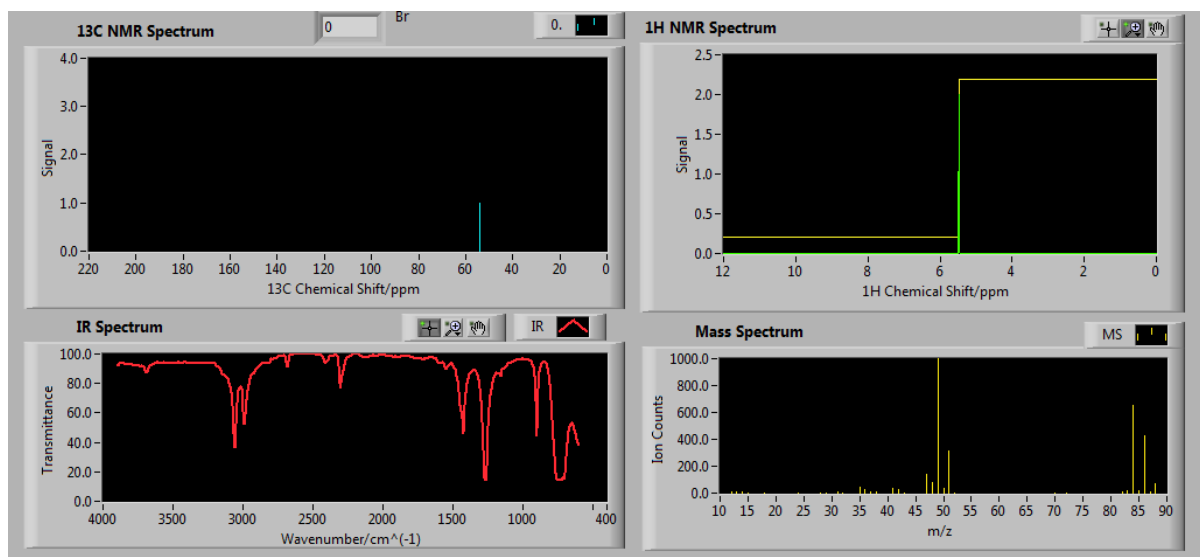 13C NMR Spectrum
0
Br
0.
4.0
3.0
2.0
1.0
0.0
Signal
220 200 180 160 140 120 100 80 60 40 20 0
13C Chemical Shift/ppm
1H NMR Spectrum
2.5
2.0
1.5
1.0
0.5
0.0
Signal
12 10 8 6 4 2 0
1H Chemical Shift/ppm
IR Spectrum
IR
100.0
80.0
60.0
40.0
20.0
0.0
Transmittance
4000 3000 2000 1000 400
Wavenumber/cm^(-1)
Mass Spectrum
MS
1000.0
800.0
600.0
400.0
200.0
0.0
Ion Counts
10 15 20 25 30 35 40 45 50 55 60 65 70 75 80 85 90
m/z